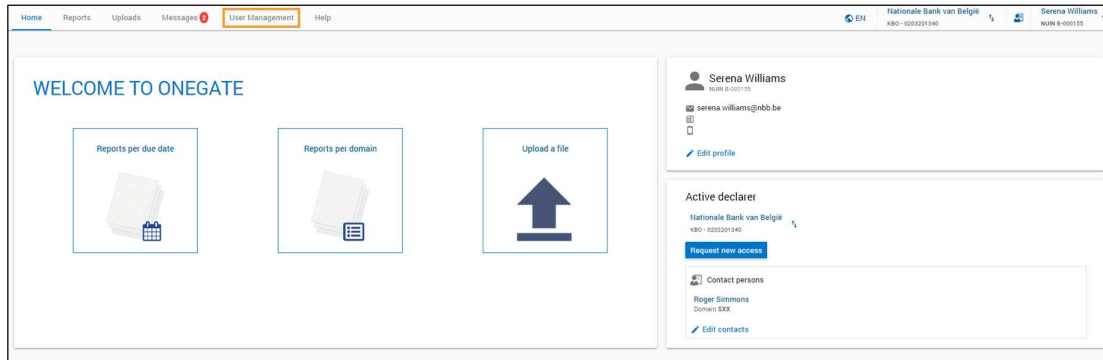 Home Reports Uploads Messages 2 User Management Help EN Nationale Bank van België Serena Williams
KBO - 0203201340 NUIN B-000155
WELCOME TO ONEGATE
Reports per due date Reports per domain Upload a file
Serena Williams
NUIN B-000155
serena.williams@nbb.be
Edit profile
Active declarer
Nationale Bank van België
KBO - 0203201340
Request new access
Contact persons
Roger Simmons
Domain SXX
Edit contacts